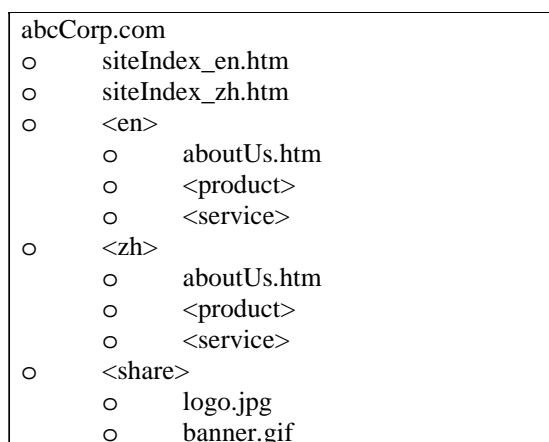 abcCorp.com
o siteIndex_en.htm
o siteIndex_zh.htm
o <en>
o aboutUs.htm
o <product>
o <service>
o <zh>
o aboutUs.htm
o <product>
o <service>
o <share>
o logo.jpg
o banner.gif